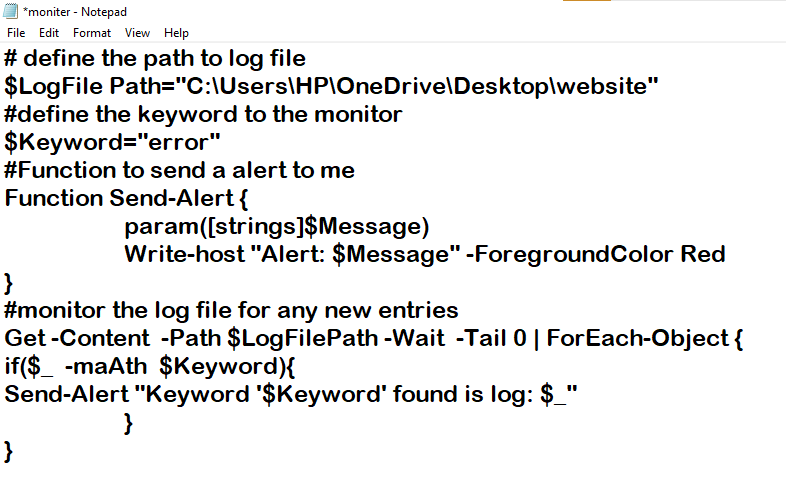 *moniter - Notepad
File Edit Format View Help
# define the path to log file
$LogFile Path="C:\Users\HP\OneDrive\Desktop\website"
#define the keyword to the monitor
$Keyword="error"
#Function to send a alert to me
Function Send-Alert {
param([strings]$Message)
Write-host "Alert: $Message" -ForegroundColor Red
}
#monitor the log file for any new entries
Get -Content -Path $LogFilePath -Wait -Tail 0 | ForEach-Object {
if($_ -maAth $Keyword){
Send-Alert "Keyword '$Keyword' found is log: $_"
}
}